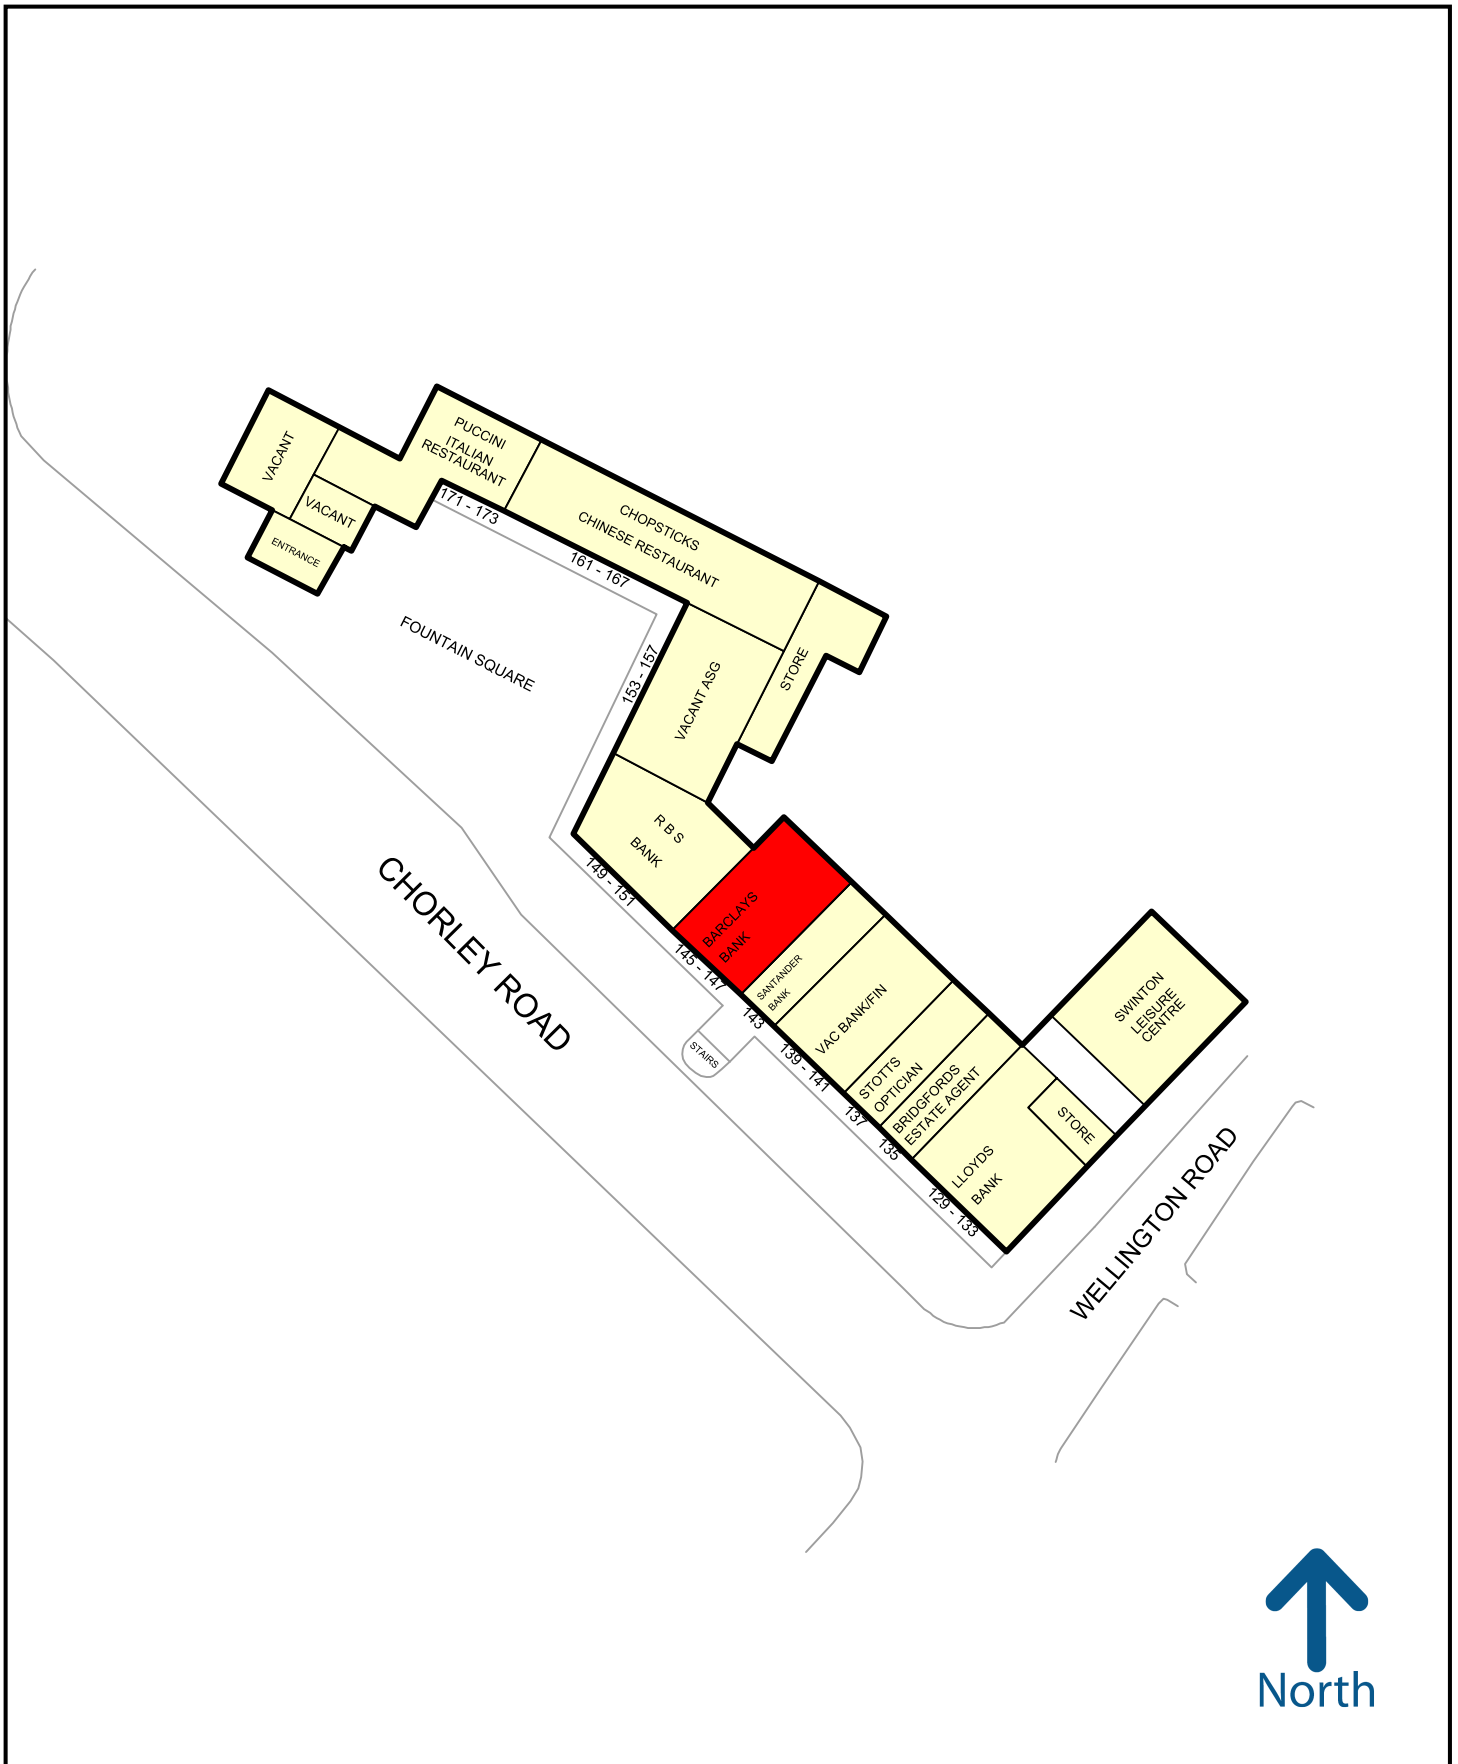 VACANT
VACANT
ENTRANCE
PUCCINI
ITALIAN
RESTAURANT
171 - 173
CHOPSTICKS
CHINESE RESTAURANT
161 - 167
FOUNTAIN SQUARE
153 - 157
VACANT ASG
STORE
R B S
BANK
149 - 151
CHORLEY ROAD
BARCLAYS
BANK
145 - 147
SANTANDER
BANK
143
STAIRS
VAC BANK/FIN
139 - 141
STOTTS
OPTICIAN
137
BRIDGFORDS
ESTATE AGENT
135
LLOYDS
BANK
129 - 133
STORE
SWINTON
LEISURE
CENTRE
WELLINGTON ROAD
North